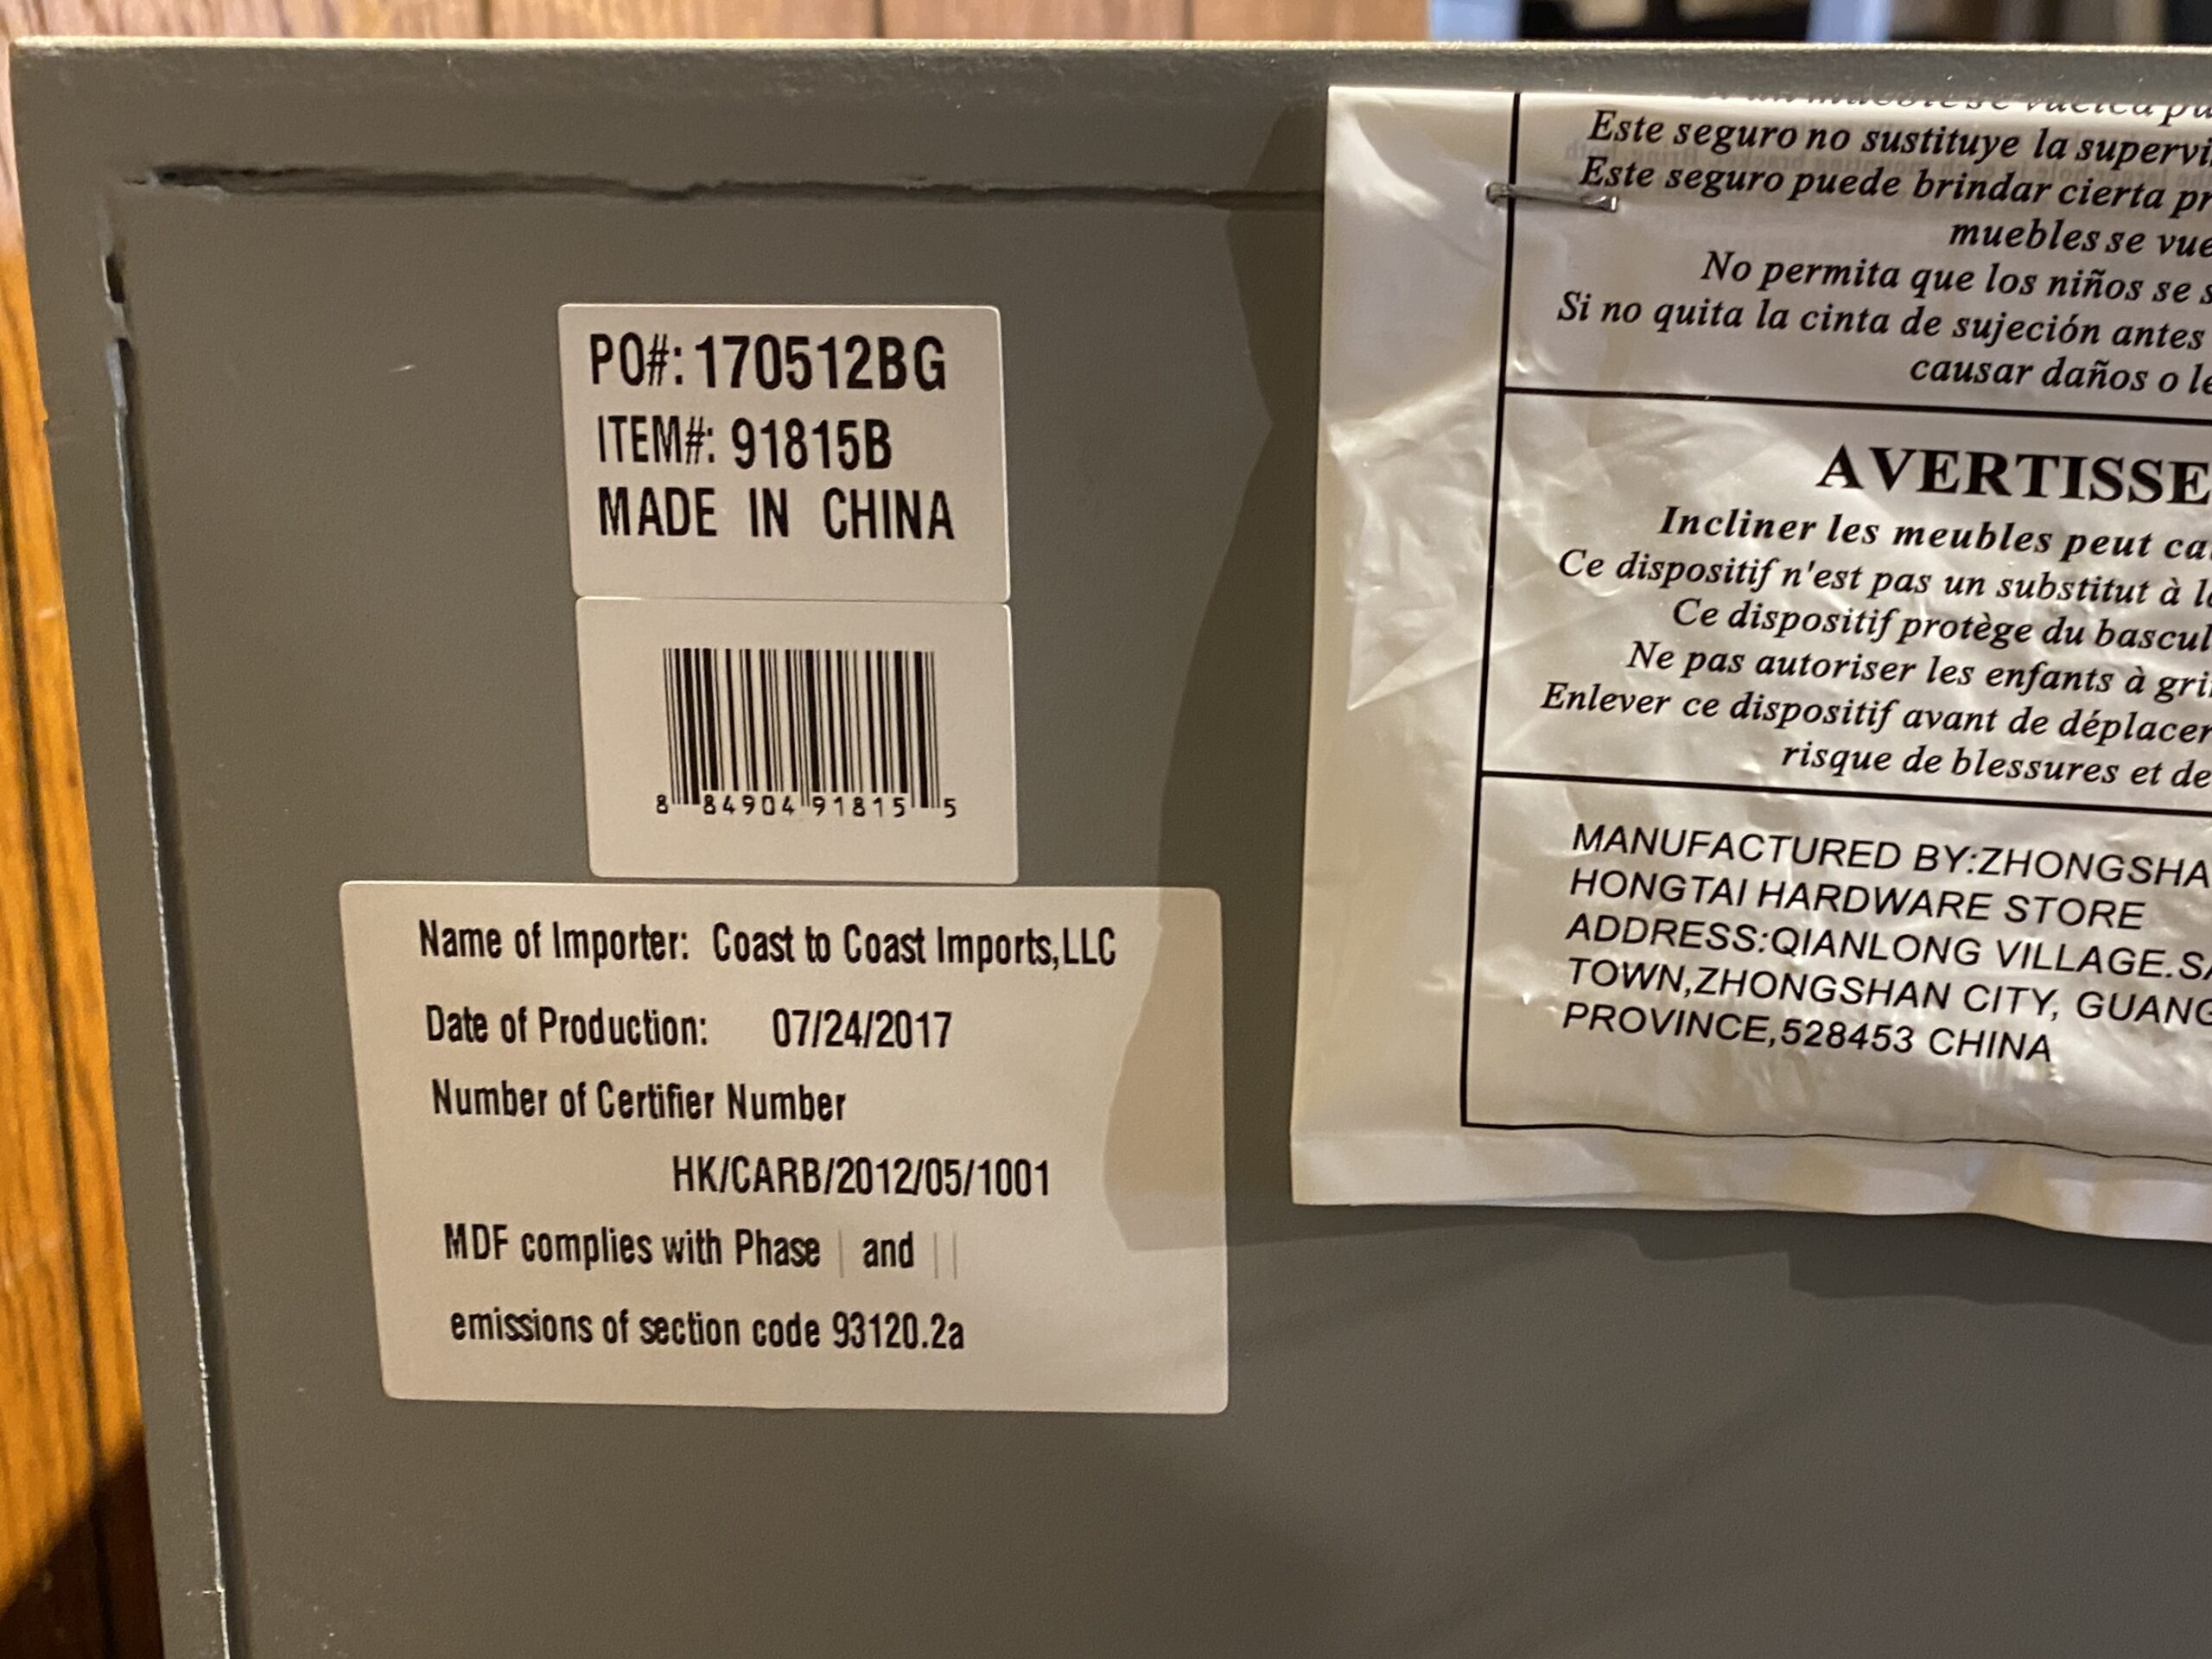 PO#: 170512BG
ITEM#: 91815B
MADE IN CHINA
8 84904 91815 5
Name of Importer: Coast to Coast Imports,LLC
Date of Production: 07/24/2017
Number of Certifier Number
HK/CARB/2012/05/1001
MDF complies with Phase | and ||
emissions of section code 93120.2a
Este seguro no sustituye la supervi
Este seguro puede brindar cierta pr
muebles se vue
No permita que los niños se s
Si no quita la cinta de sujeción antes
causar daños o le
AVERTISSE
Incliner les meubles peut ca
Ce dispositif n'est pas un substitut à l
Ce dispositif protège du bascul
Ne pas autoriser les enfants à gri
Enlever ce dispositif avant de déplacer
risque de blessures et de
MANUFACTURED BY:ZHONGSHA
HONGTAI HARDWARE STORE
ADDRESS:QIANLONG VILLAGE.SA
TOWN,ZHONGSHAN CITY, GUANG
PROVINCE,528453 CHINA